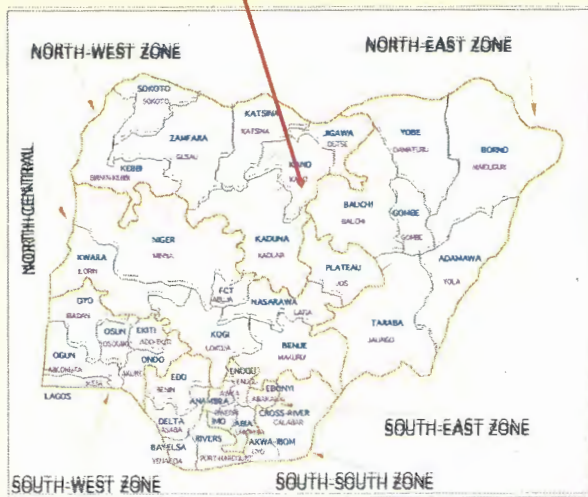 NORTH-WEST ZONE
NORTH-EAST ZONE
SOKOTO
SOKOTO
KATSINA
KATSINA
ZAMFARA
GUSAU
KEBBI
BIRNIN-KEBBI
JIGAWA
DUTSE
KANO
KANO
YOBE
DAMATURU
BORNO
MAIDUGURI
BAUCHI
BAUCHI
GOMBE
GOMBE
NIGER
MINNA
KADUNA
KADUNA
KWARA
ILORIN
FCT
ABUJA
PLATEAU
JOS
ADAMAWA
YOLA
NASARAWA
LAFIA
TARABA
JALINGO
OYO
IBADAN
OSUN
OSOGBO
EKITI
ADO-EKITI
KOGI
LOKOJA
BENUE
MAKURDI
OGUN
ABEOKUTA
ONDO
AKURE
IKEJA
LAGOS
EDO
BENIN
ENUGU
ENUGU
EBONYI
ABAKALIKI
ANAMBRA
AWKA
CROSS-RIVER
CALABAR
DELTA
ASABA
IMO
OWERRI
ABIA
UMUAHIA
BAYELSA
YENAGOA
RIVERS
PORT-HARCOURT
AKWA-IBOM
UYO
SOUTH-EAST ZONE
SOUTH-WEST ZONE
SOUTH-SOUTH ZONE